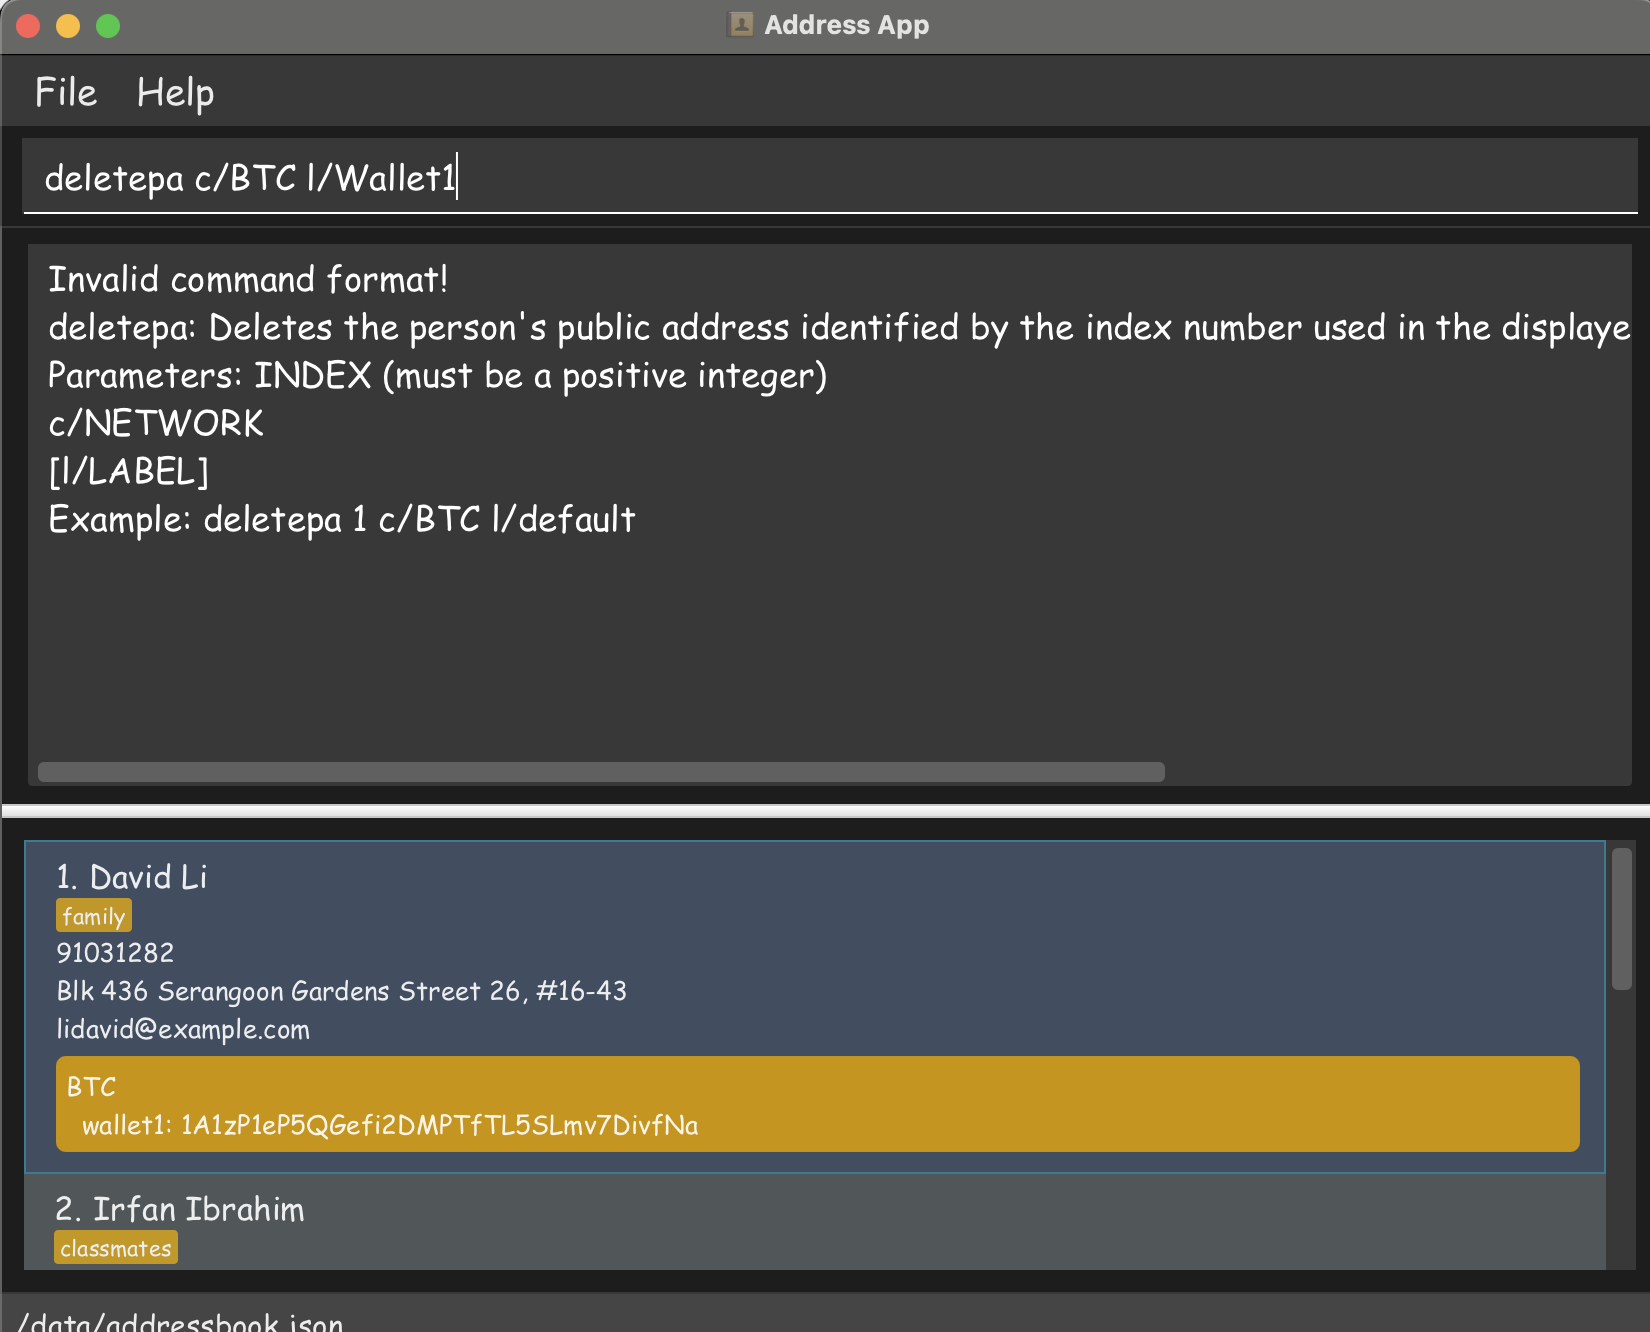 Address App
File Help
deletepa c/BTC l/Wallet1
Invalid command format!
deletepa: Deletes the person's public address identified by the index number used in the displaye
Parameters: INDEX (must be a positive integer)
c/NETWORK
[l/LABEL]
Example: deletepa 1 c/BTC l/default
1. David Li
family
91031282
Blk 436 Serangoon Gardens Street 26, #16-43
lidavid@example.com
BTC
wallet1: 1A1zP1eP5QGefi2DMPTfTL5SLmv7DivfNa
2. Irfan Ibrahim
classmates
/data/addressbook.json